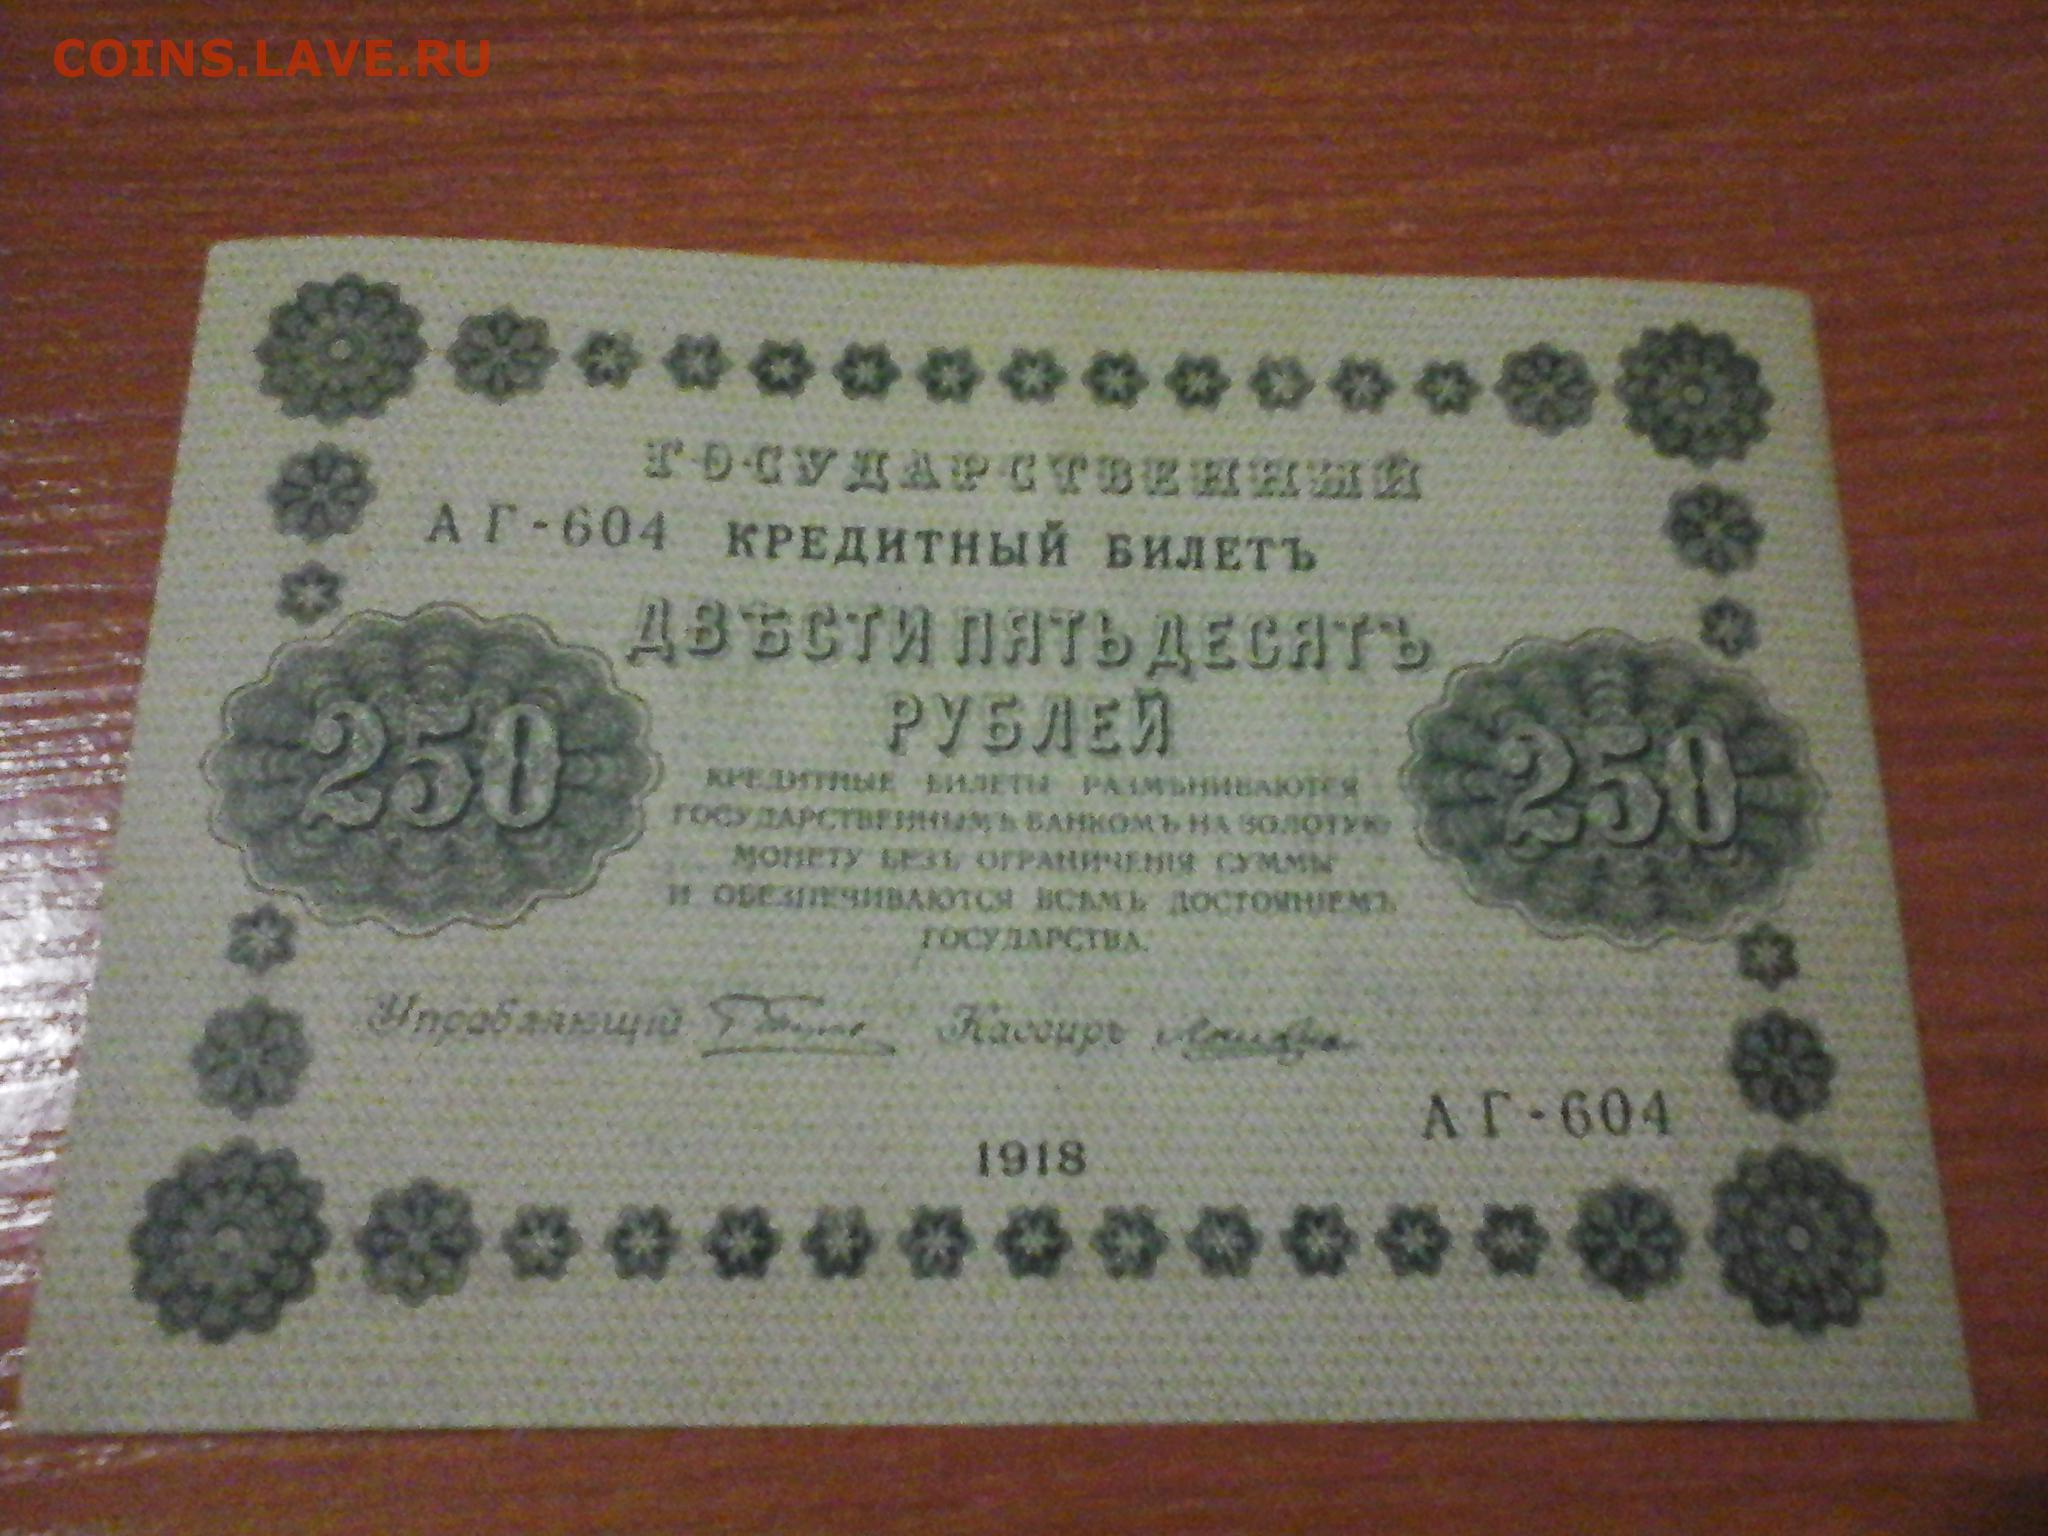 COINS.LAVE.RU
ГОСУДАРСТВЕННЫЙ
АГ-604 КРЕДИТНЫЙ БИЛЕТЪ
ДВѢСТИ ПЯТЬДЕСЯТЪ
РУБЛЕЙ
250 250
КРЕДИТНЫЕ БИЛЕТЫ РАЗМѢНИВАЮТСЯ
ГОСУДАРСТВЕННЫМЪ БАНКОМЪ НА ЗОЛОТУЮ
МОНЕТУ БЕЗЪ ОГРАНИЧЕНІЯ СУММЫ
И ОБЕЗПЕЧИВАЮТСЯ ВСѢМЪ ДОСТОЯНІЕМЪ
ГОСУДАРСТВА.
Управляющій Кассиръ
АГ-604
1918